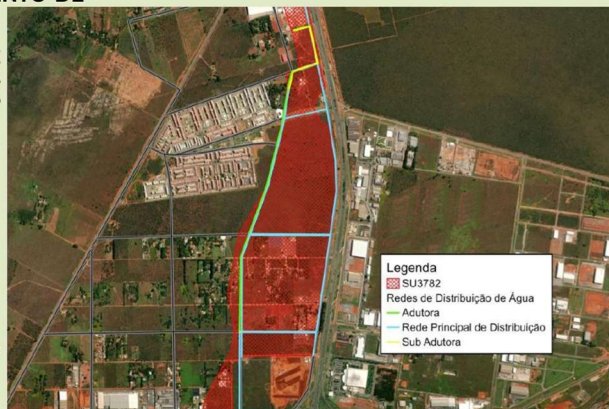 Legenda
SU3782
Redes de Distribuição de Água
Adutora
Rede Principal de Distribuição
Sub Adutora